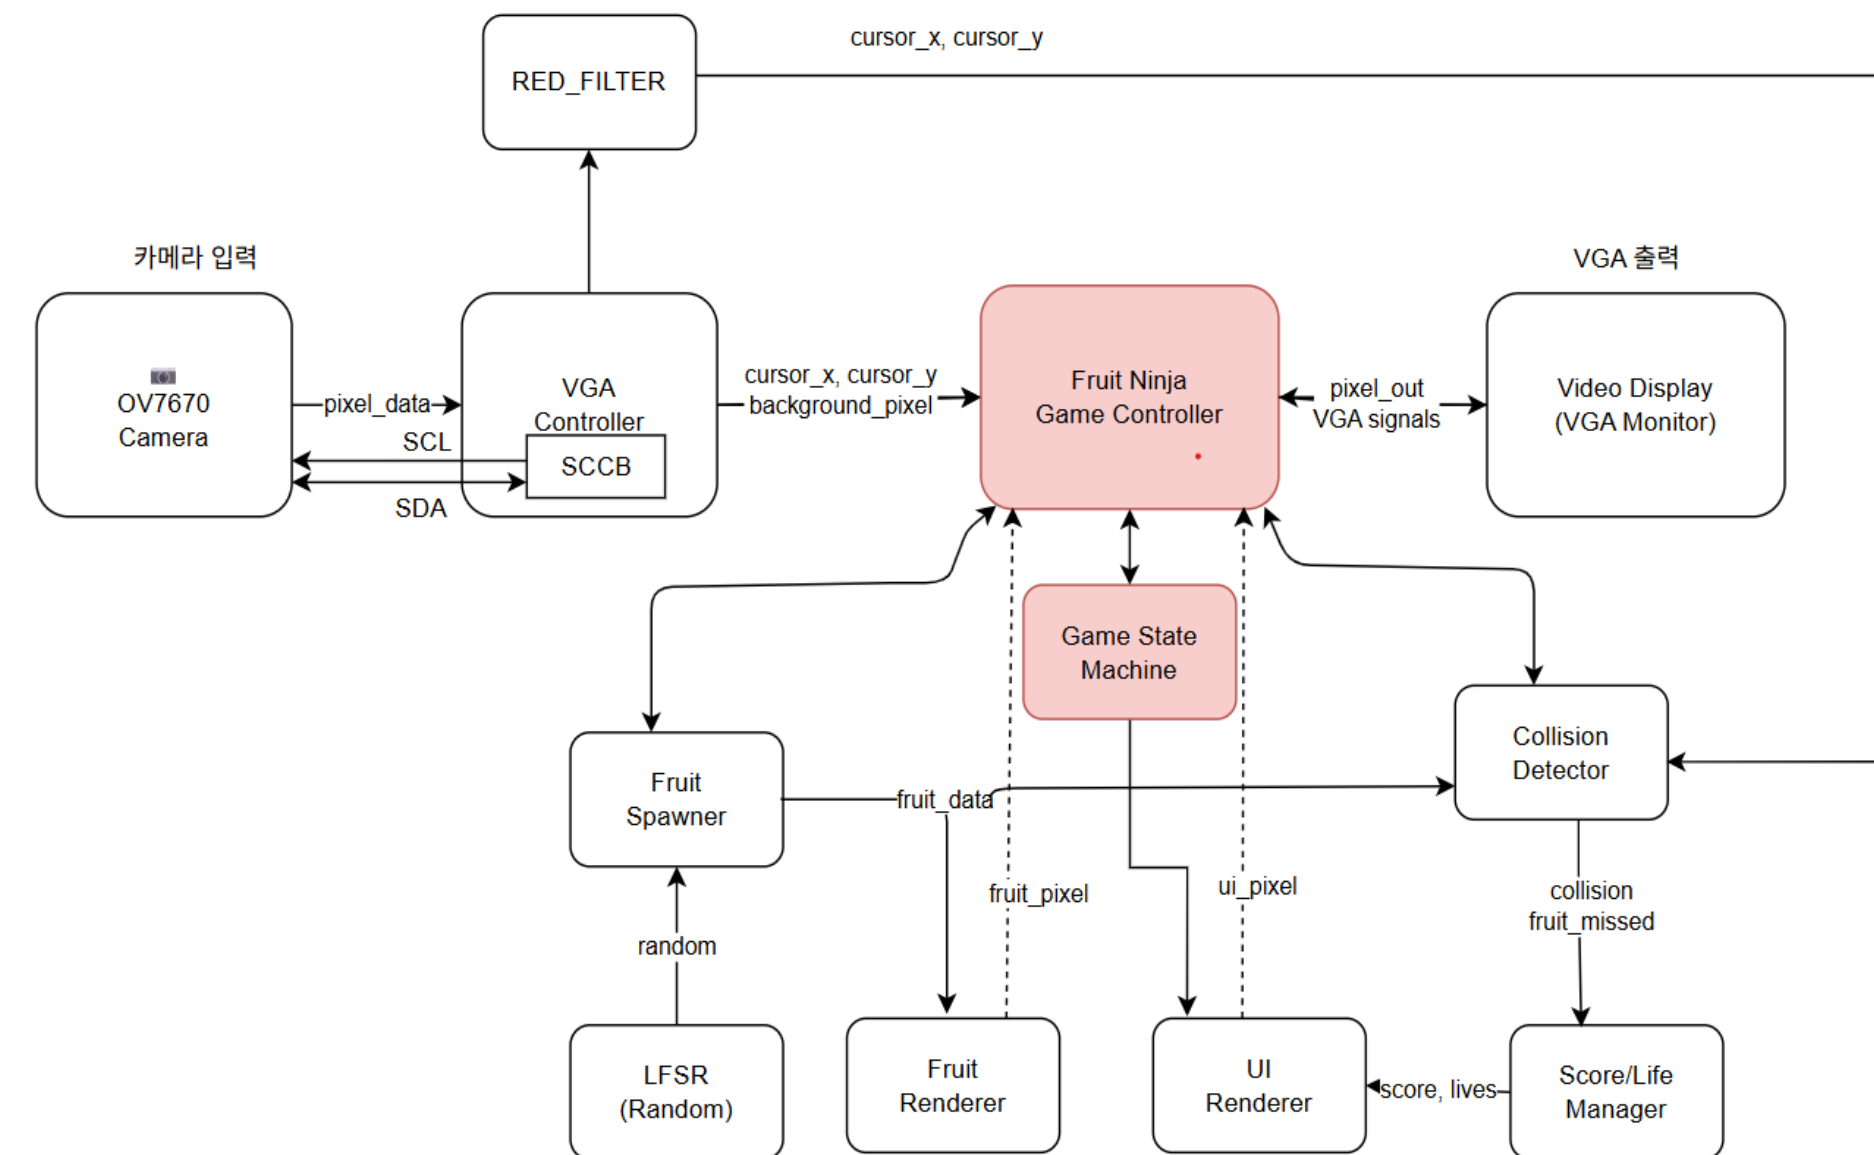 cursor_x, cursor_y
RED_FILTER
카메라 입력
VGA 출력
OV7670
Camera
pixel_data
SCL
SDA
VGA
Controller
SCCB
cursor_x, cursor_y
background_pixel
Fruit Ninja
Game Controller
pixel_out
VGA signals
Video Display
(VGA Monitor)
Game State
Machine
Collision
Detector
Fruit
Spawner
fruit_data
fruit_pixel
ui_pixel
collision
fruit_missed
random
LFSR
(Random)
Fruit
Renderer
UI
Renderer
score, lives
Score/Life
Manager